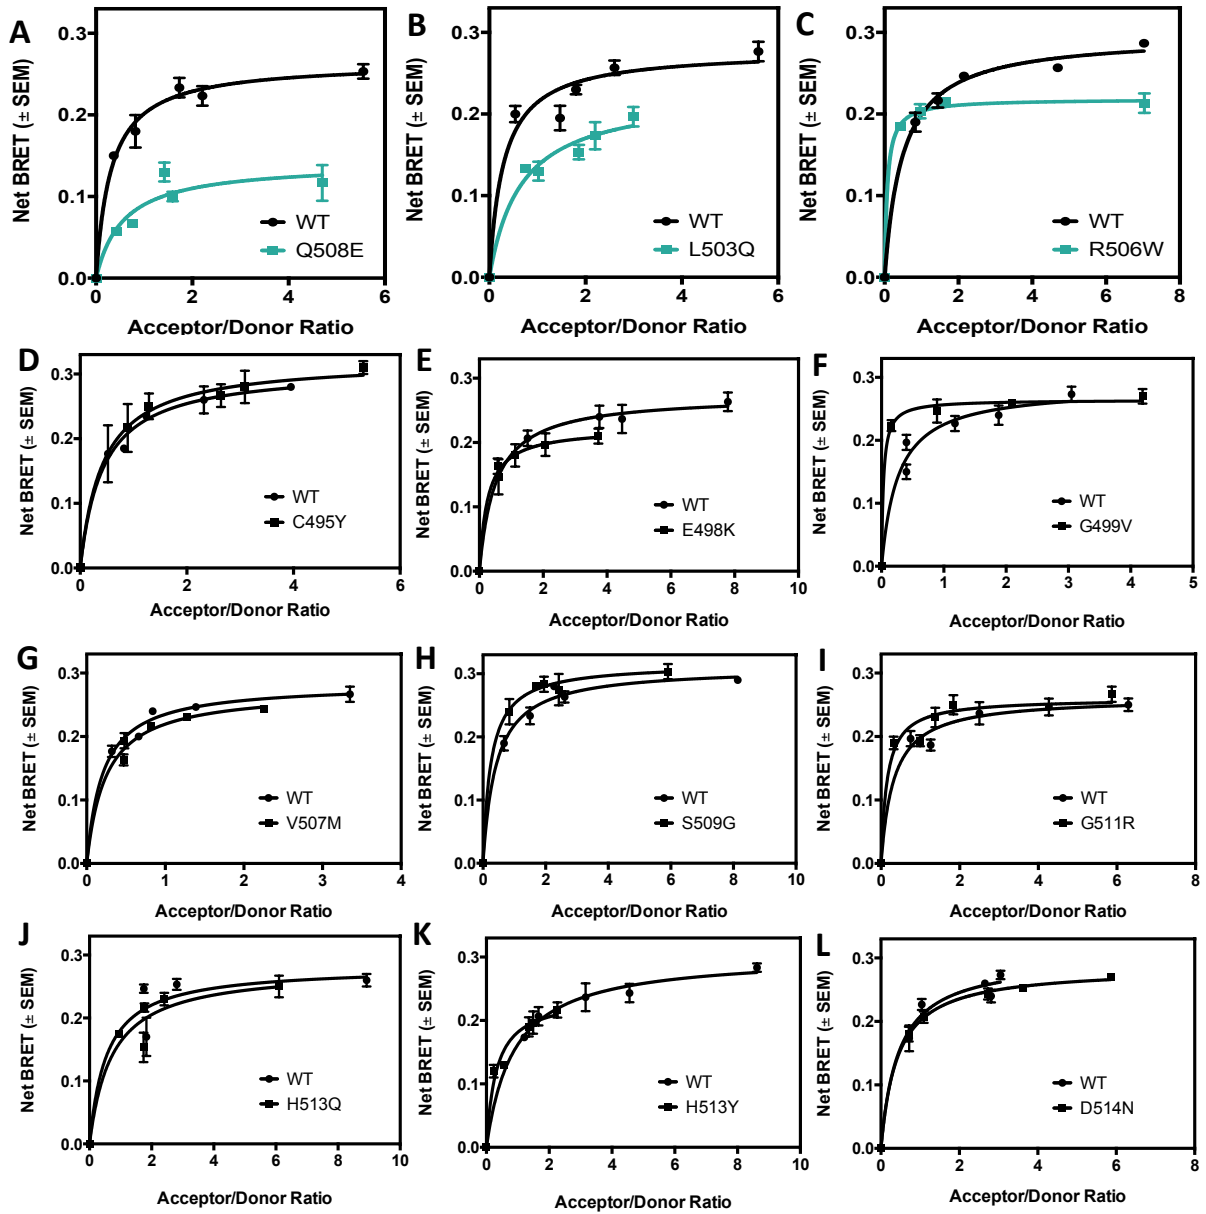 A
Net BRET (± SEM)
0.3
0.2
0.1
0.0
0 2 4 6
WT
Q508E
Acceptor/Donor Ratio
B
Net BRET (± SEM)
0.3
0.2
0.1
0.0
0 2 4 6
WT
L503Q
Acceptor/Donor Ratio
C
Net BRET (± SEM)
0.3
0.2
0.1
0.0
0 2 4 6 8
WT
R506W
Acceptor/Donor Ratio
D
Net BRET (± SEM)
0.3
0.2
0.1
0.0
0 2 4 6
WT
C495Y
Acceptor/Donor Ratio
E
Net BRET (± SEM)
0.3
0.2
0.1
0.0
0 2 4 6 8 10
WT
E498K
Acceptor/Donor Ratio
F
Net BRET (± SEM)
0.3
0.2
0.1
0.0
0 1 2 3 4 5
WT
G499V
Acceptor/Donor Ratio
G
Net BRET (± SEM)
0.3
0.2
0.1
0.0
0 1 2 3 4
WT
V507M
Acceptor/Donor Ratio
H
Net BRET (± SEM)
0.3
0.2
0.1
0.0
0 2 4 6 8 10
WT
S509G
Acceptor/Donor Ratio
I
Net BRET (± SEM)
0.3
0.2
0.1
0.0
0 2 4 6 8
WT
G511R
Acceptor/Donor Ratio
J
Net BRET (± SEM)
0.3
0.2
0.1
0.0
0 2 4 6 8 10
WT
H513Q
Acceptor/Donor Ratio
K
Net BRET (± SEM)
0.3
0.2
0.1
0.0
0 2 4 6 8 10
WT
H513Y
Acceptor/Donor Ratio
L
Net BRET (± SEM)
0.3
0.2
0.1
0.0
0 2 4 6 8
WT
D514N
Acceptor/Donor Ratio